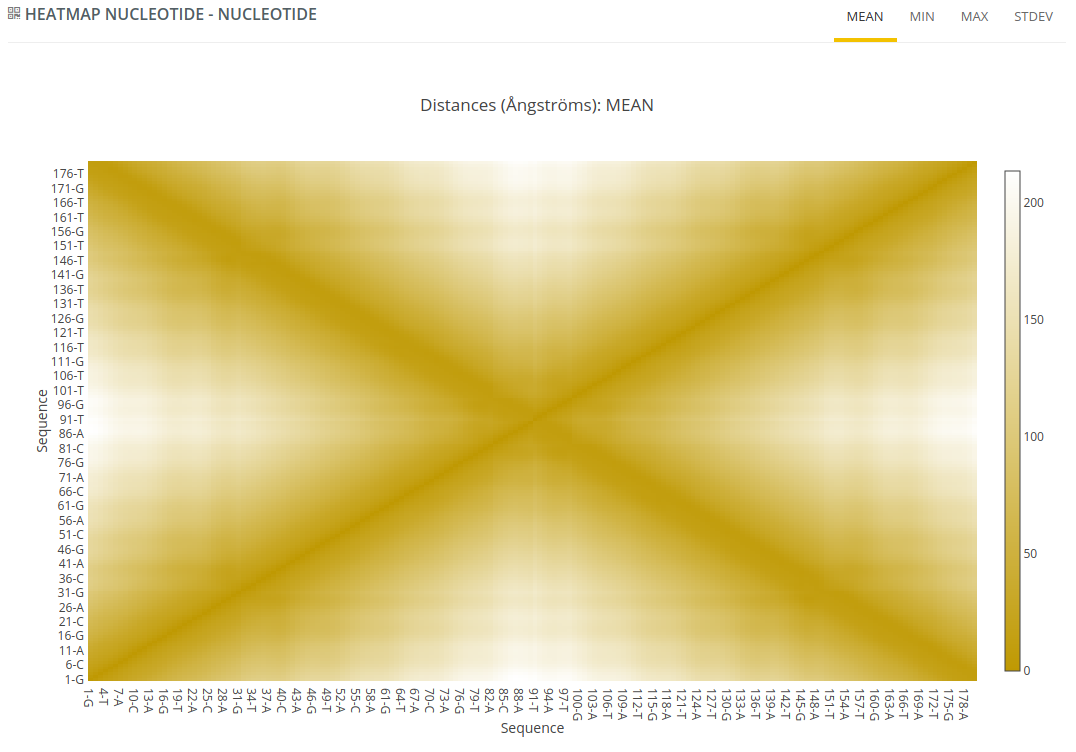 HEATMAP NUCLEOTIDE - NUCLEOTIDE
MEAN MIN MAX STDEV
Distances (Ångströms): MEAN
Sequence
176-T
171-G
166-T
161-T
156-G
151-T
146-T
141-G
136-T
131-T
126-G
121-T
116-T
111-G
106-T
101-T
96-G
91-T
86-A
81-C
76-G
71-A
66-C
61-G
56-A
51-C
46-G
41-A
36-C
31-G
26-A
21-C
16-G
11-A
6-C
1-G
1-G 4-T 7-A 10-C 13-A 16-G 19-T 22-A 25-C 28-A 31-G 34-T 37-A 40-C 43-A 46-G 49-T 52-A 55-C 58-A 61-G 64-T 67-A 70-C 73-A 76-G 79-T 82-A 85-C 88-A 91-T 94-A 97-T 100-G 103-A 106-T 109-A 112-T 115-G 118-A 121-T 124-A 127-T 130-G 133-A 136-T 139-A 142-T 145-G 148-A 151-T 154-A 157-T 160-G 163-A 166-T 169-A 172-T 175-G 178-A
Sequence
200
150
100
50
0